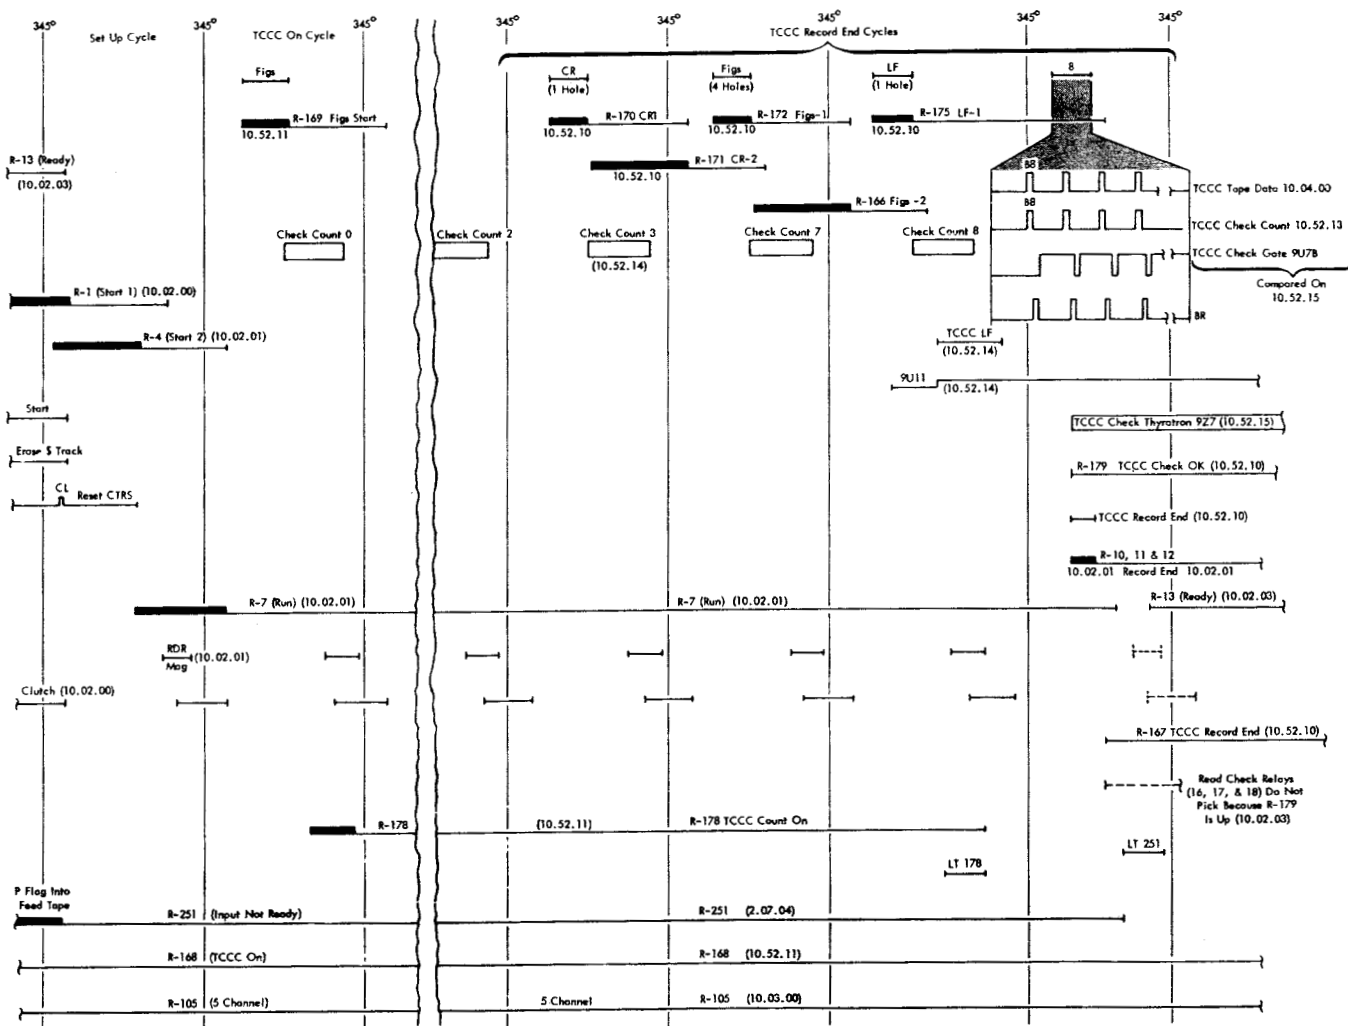 345° 345° 345° 345° 345° 345° 345°
Set Up Cycle TCCC On Cycle TCCC Record End Cycles
Figs CR Figs LF 8
(1 Hole) (4 Holes) (1 Hole)
R-169 Figs Start R-170 CR1 R-172 Figs-1 R-175 LF-1
10.52.11 10.52.10 10.52.10 10.52.10
R-13 (Ready)
(10.02.03)
R-171 CR-2
10.52.10
B8
TCCC Tape Data 10.04.00
R-166 Figs -2
B8
TCCC Check Count 10.52.13
Check Count 0 Check Count 2 Check Count 3 Check Count 7 Check Count 8
(10.52.14)
TCCC Check Gate 9U7B
Compared On
10.52.15
R-1 (Start 1) (10.02.00)
BR
R-4 (Start 2) (10.02.01)
TCCC LF
(10.52.14)
9U11
(10.52.14)
Start
TCCC Check Thyratron 9Z7 (10.52.15)
Erase S Track
R-179 TCCC Check OK (10.52.10)
CL
Reset CTRS
TCCC Record End (10.52.10)
R-10, 11 & 12
10.02.01 Record End 10.02.01
R-7 (Run) (10.02.01) R-7 (Run) (10.02.01) R-13 (Ready) (10.02.03)
RDR
Mag
(10.02.01)
Clutch (10.02.00)
R-167 TCCC Record End (10.52.10)
Read Check Relays
(16, 17, & 18) Do Not
Pick Because R-179
Is Up (10.02.03)
R-178 (10.52.11) R-178 TCCC Count On
LT 251
LT 178
P Flag Into
Feed Tape
R-251 (Input Not Ready) R-251 (2.07.04)
R-168 (TCCC On) R-168 (10.52.11)
R-105 (5 Channel) 5 Channel R-105 (10.03.00)